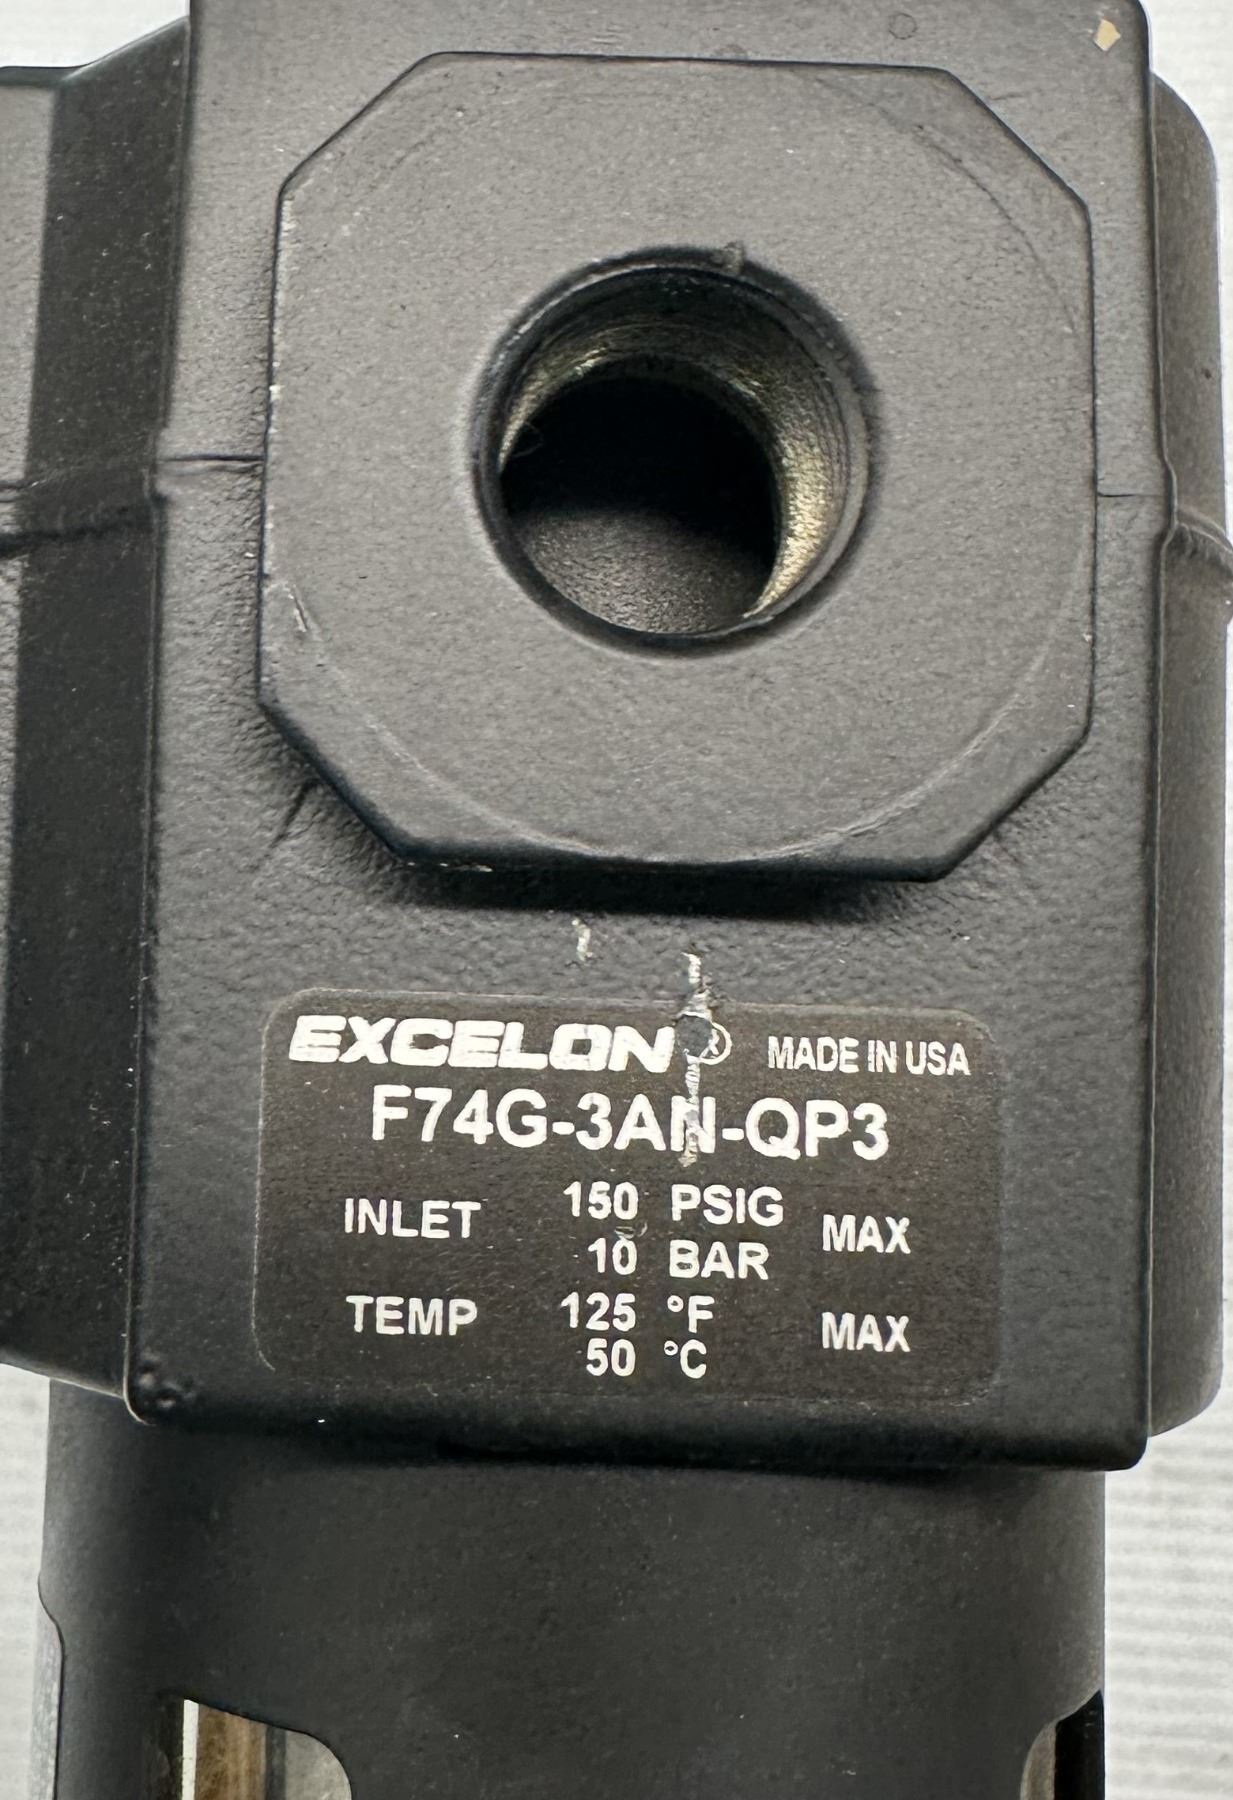 EXCELON® MADE IN USA
F74G-3AN-QP3
INLET 150 PSIG MAX
10 BAR
TEMP 125 °F MAX
50 °C